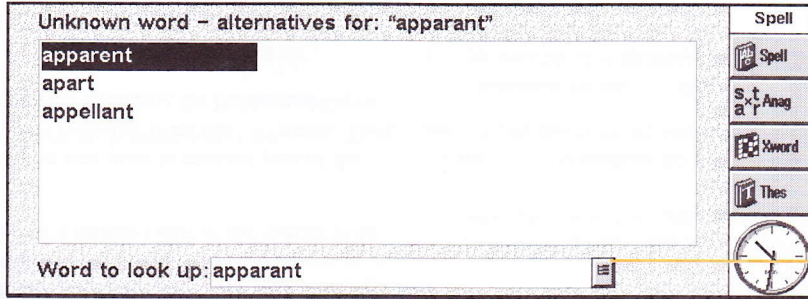 Unknown word – alternatives for: “apparant”
apparent
apart
appellant
Word to look up: apparant
Spell
Spell
Anag
Xword
Thes